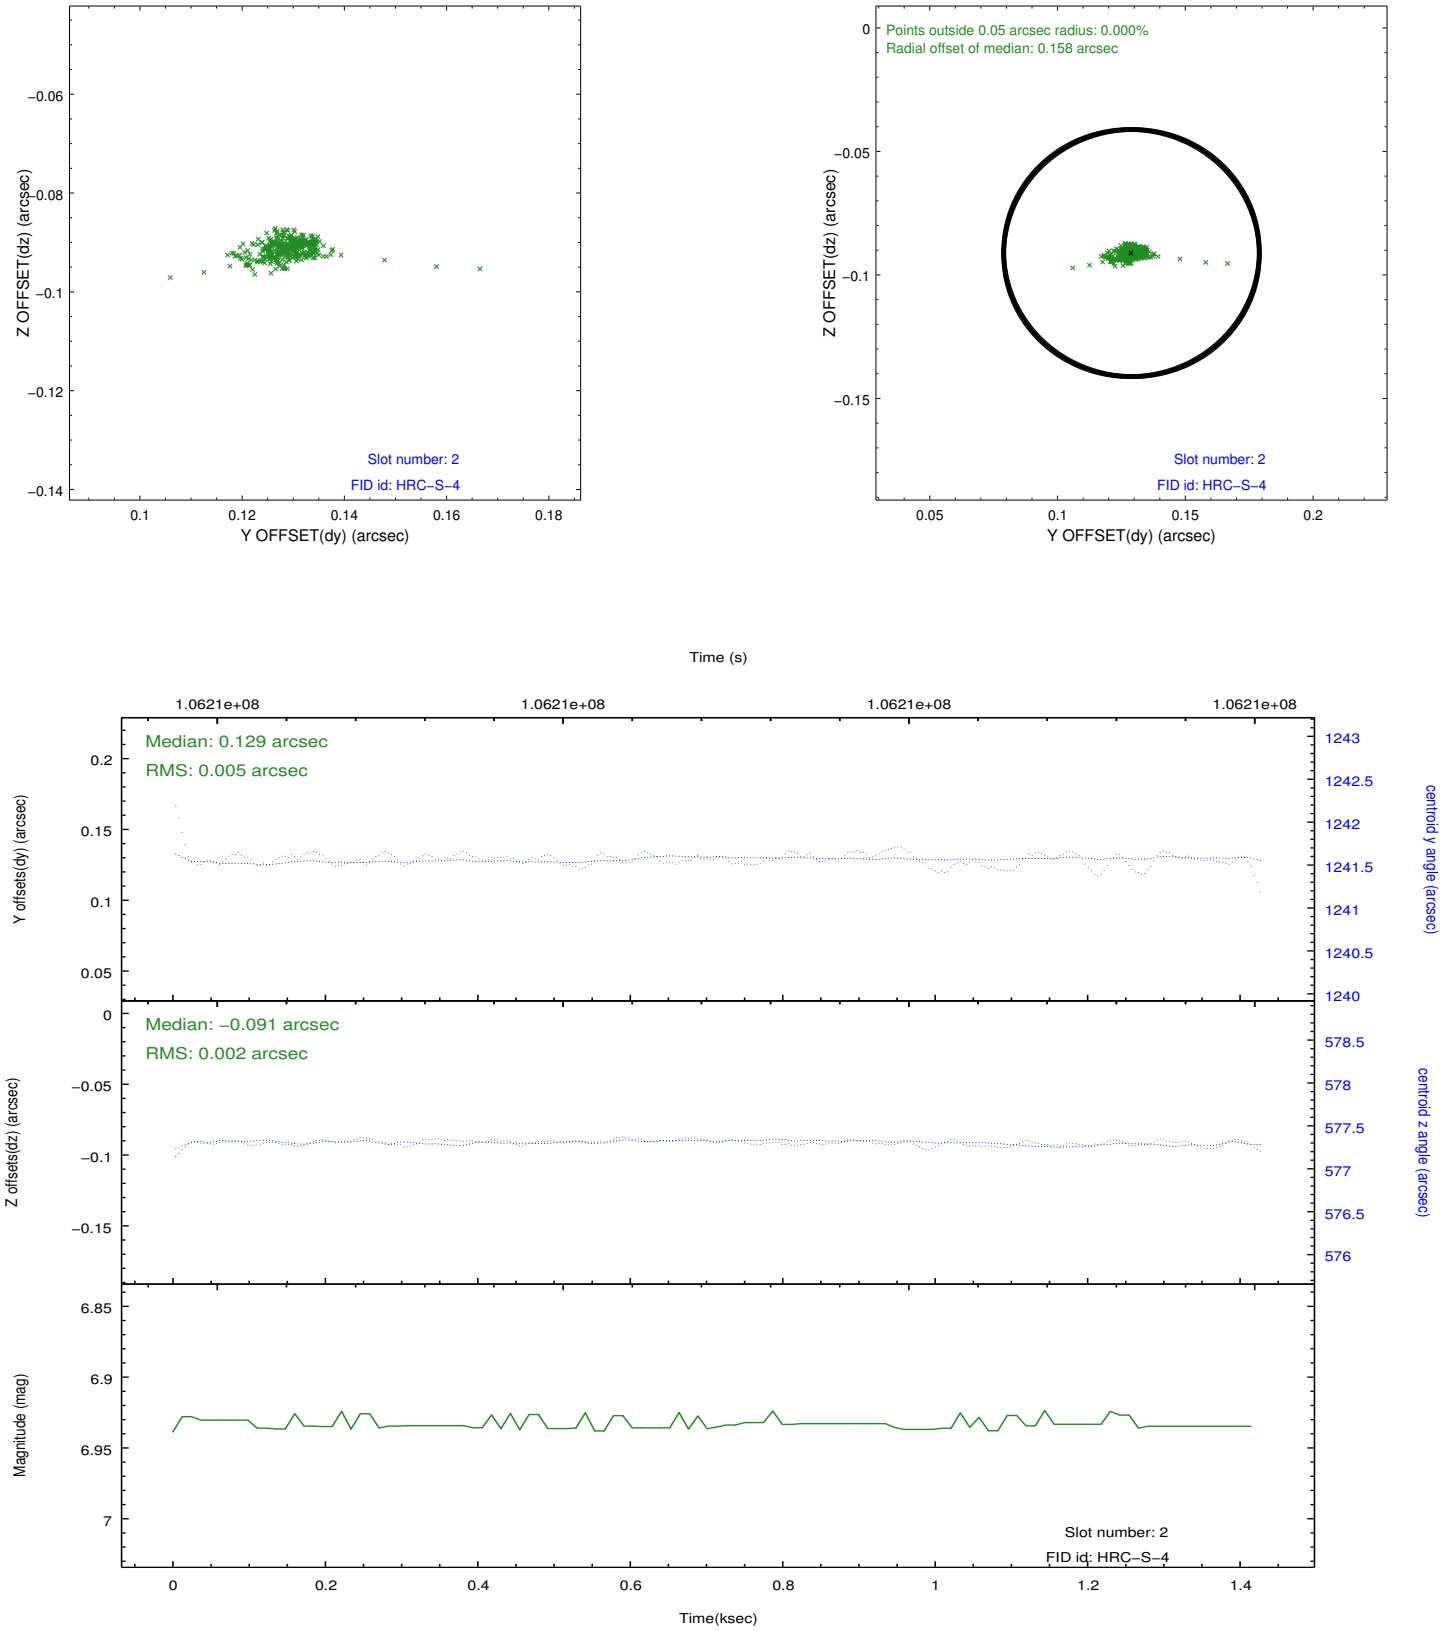 −0.06
−0.08
−0.1
−0.12
−0.14
Z OFFSET(dz) (arcsec)
Slot number: 2
FID id: HRC−S−4
0.1 0.12 0.14 0.16 0.18
Y OFFSET(dy) (arcsec)
Points outside 0.05 arcsec radius: 0.000%
Radial offset of median: 0.158 arcsec
0
−0.05
−0.1
−0.15
Z OFFSET(dz) (arcsec)
Slot number: 2
FID id: HRC−S−4
0.05 0.1 0.15 0.2
Y OFFSET(dy) (arcsec)
Time (s)
1.0621e+08 1.0621e+08 1.0621e+08 1.0621e+08
Median: 0.129 arcsec
RMS: 0.005 arcsec
0.2
0.15
0.1
0.05
Y offsets(dy) (arcsec)
1243
1242.5
1242
1241.5
1241
1240.5
1240
centroid y angle (arcsec)
Median: −0.091 arcsec
RMS: 0.002 arcsec
0
−0.05
−0.1
−0.15
Z offsets(dz) (arcsec)
578.5
578
577.5
577
576.5
576
centroid z angle (arcsec)
6.85
6.9
6.95
7
Magnitude (mag)
Slot number: 2
FID id: HRC−S−4
0 0.2 0.4 0.6 0.8 1 1.2 1.4
Time(ksec)